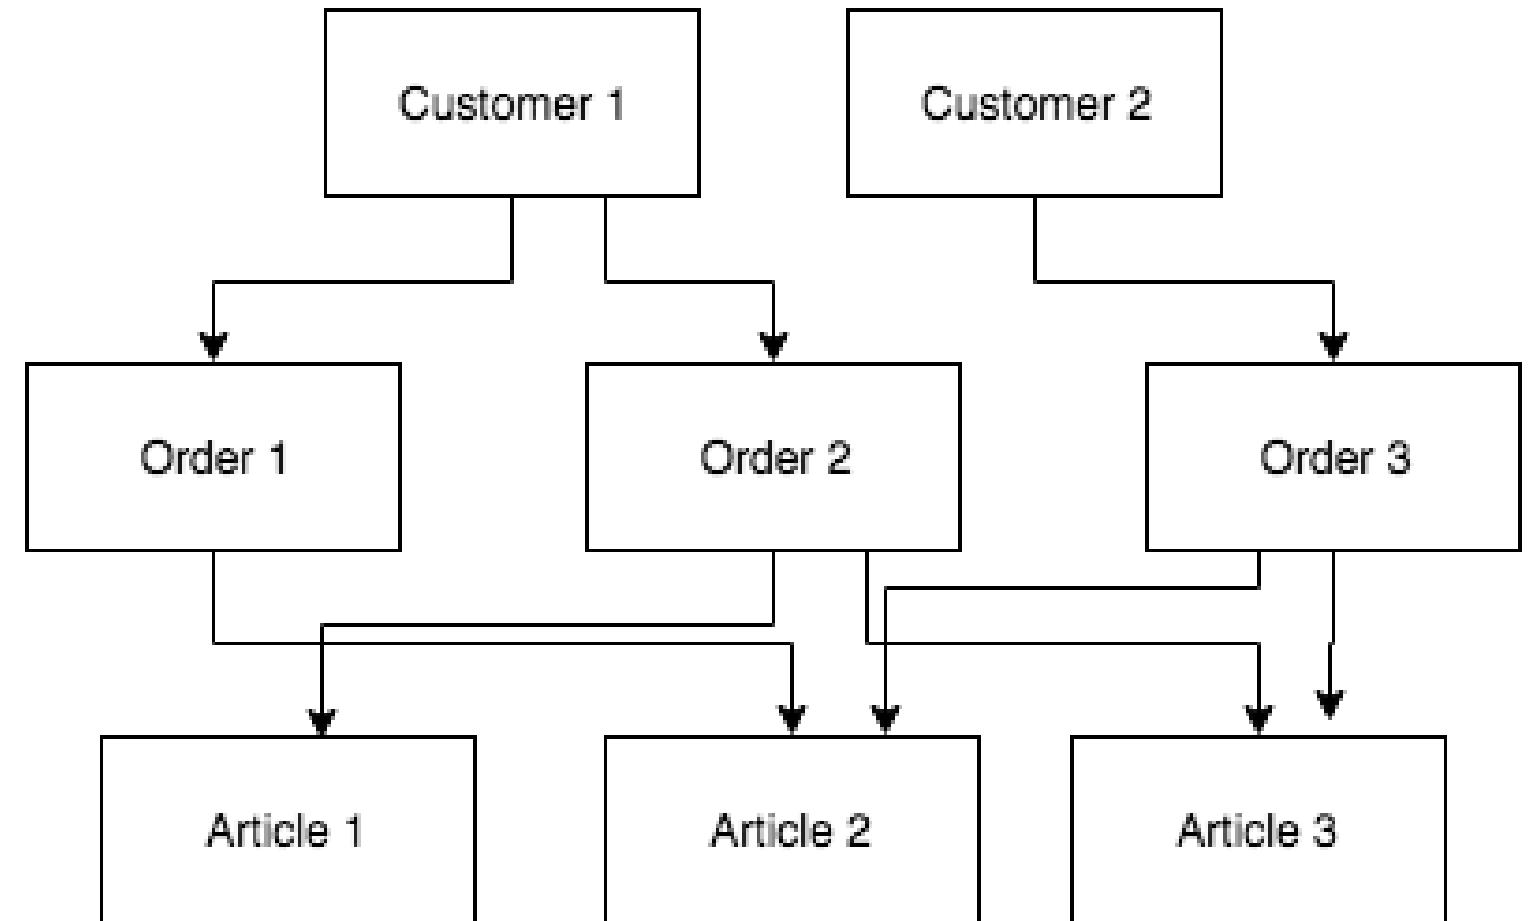 Customer 1
Customer 2
Order 1
Order 2
Order 3
Article 1
Article 2
Article 3